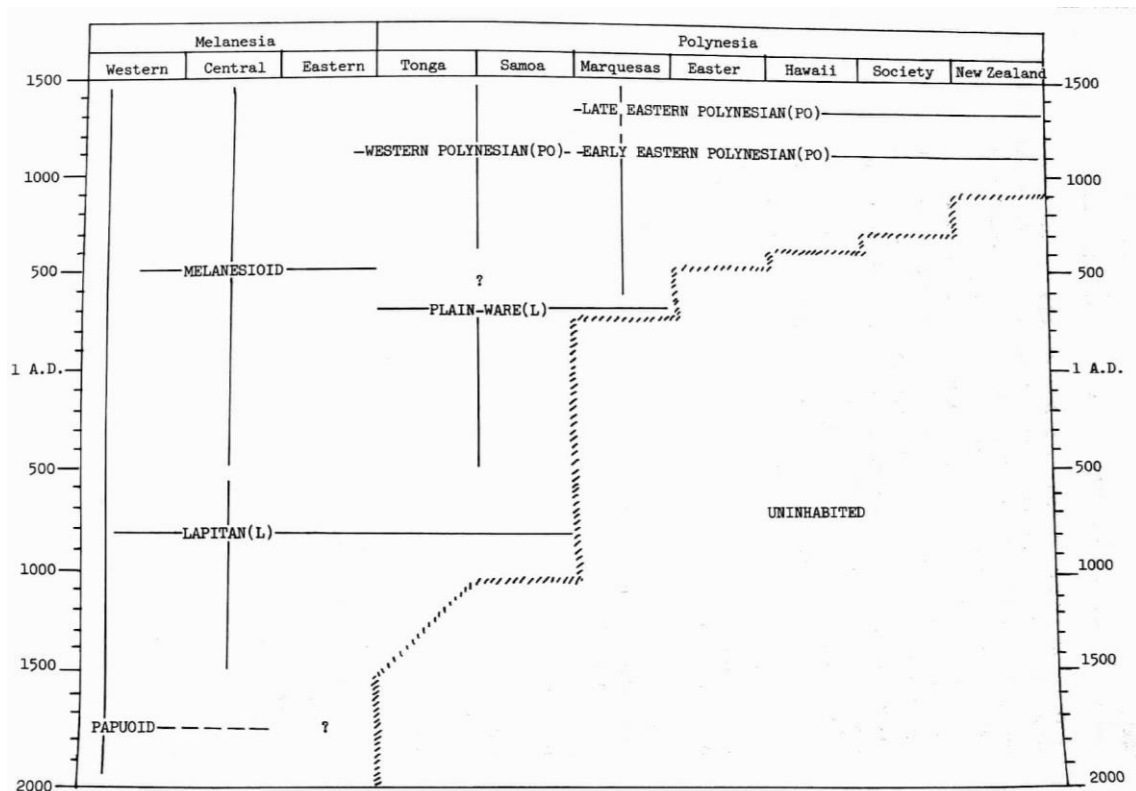 Melanesia Polynesia
Western Central Eastern Tonga Samoa Marquesas Easter Hawaii Society New Zealand
1500 1500
LATE EASTERN POLYNESIAN(PO)
WESTERN POLYNESIAN(PO) EARLY EASTERN POLYNESIAN(PO)
1000 1000
MELANESIOID
500 ? 500
PLAIN-WARE(L)
1 A.D. 1 A.D.
500 500
UNINHABITED
LAPITAN(L)
1000 1000
1500 1500
PAPUOID ?
2000 2000